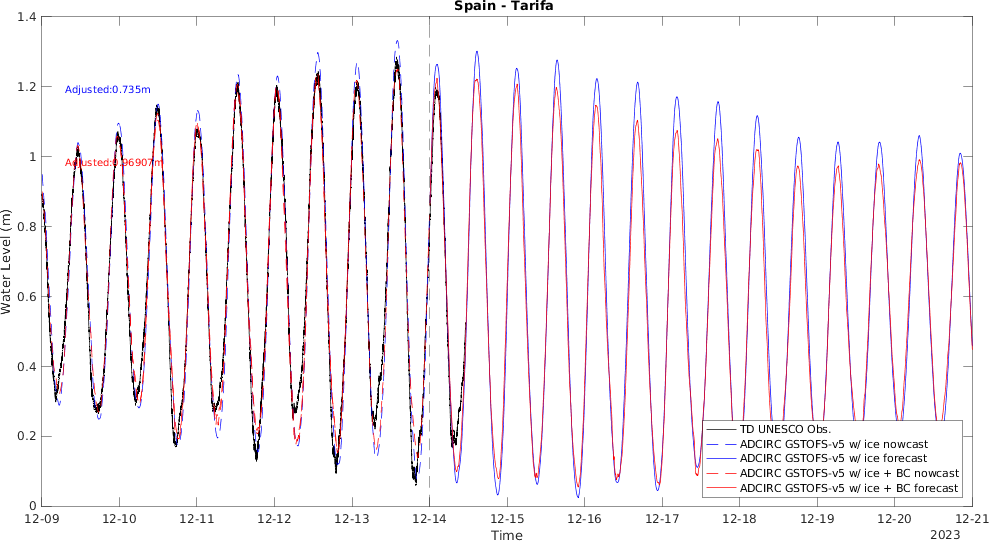 Spain - Tarifa
1.4
1.2
1
0.8
0.6
0.4
0.2
0
Water Level (m)
Adjusted:0.735m
Adjusted:0.96907m
TD UNESCO Obs.
ADCIRC GSTOFS-v5 w/ ice nowcast
ADCIRC GSTOFS-v5 w/ ice forecast
ADCIRC GSTOFS-v5 w/ ice + BC nowcast
ADCIRC GSTOFS-v5 w/ ice + BC forecast
12-09 12-10 12-11 12-12 12-13 12-14 12-15 12-16 12-17 12-18 12-19 12-20 12-21
Time
2023